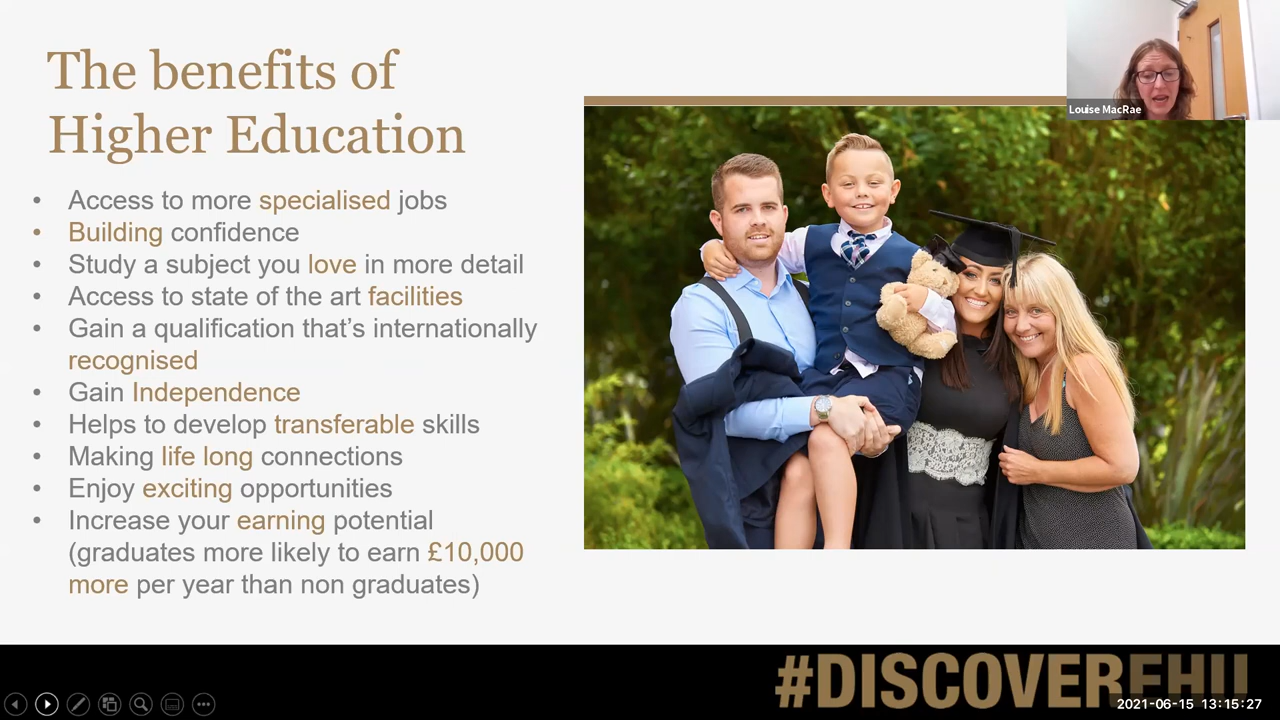 The benefits of
Higher Education
• Access to more specialised jobs
• Building confidence
• Study a subject you love in more detail
• Access to state of the art facilities
• Gain a qualification that’s internationally
recognised
• Gain Independence
• Helps to develop transferable skills
• Making life long connections
• Enjoy exciting opportunities
• Increase your earning potential
(graduates more likely to earn £10,000
more per year than non graduates)
Louise MacRae
#DISCOVEREHU
2021-06-15 13:15:27